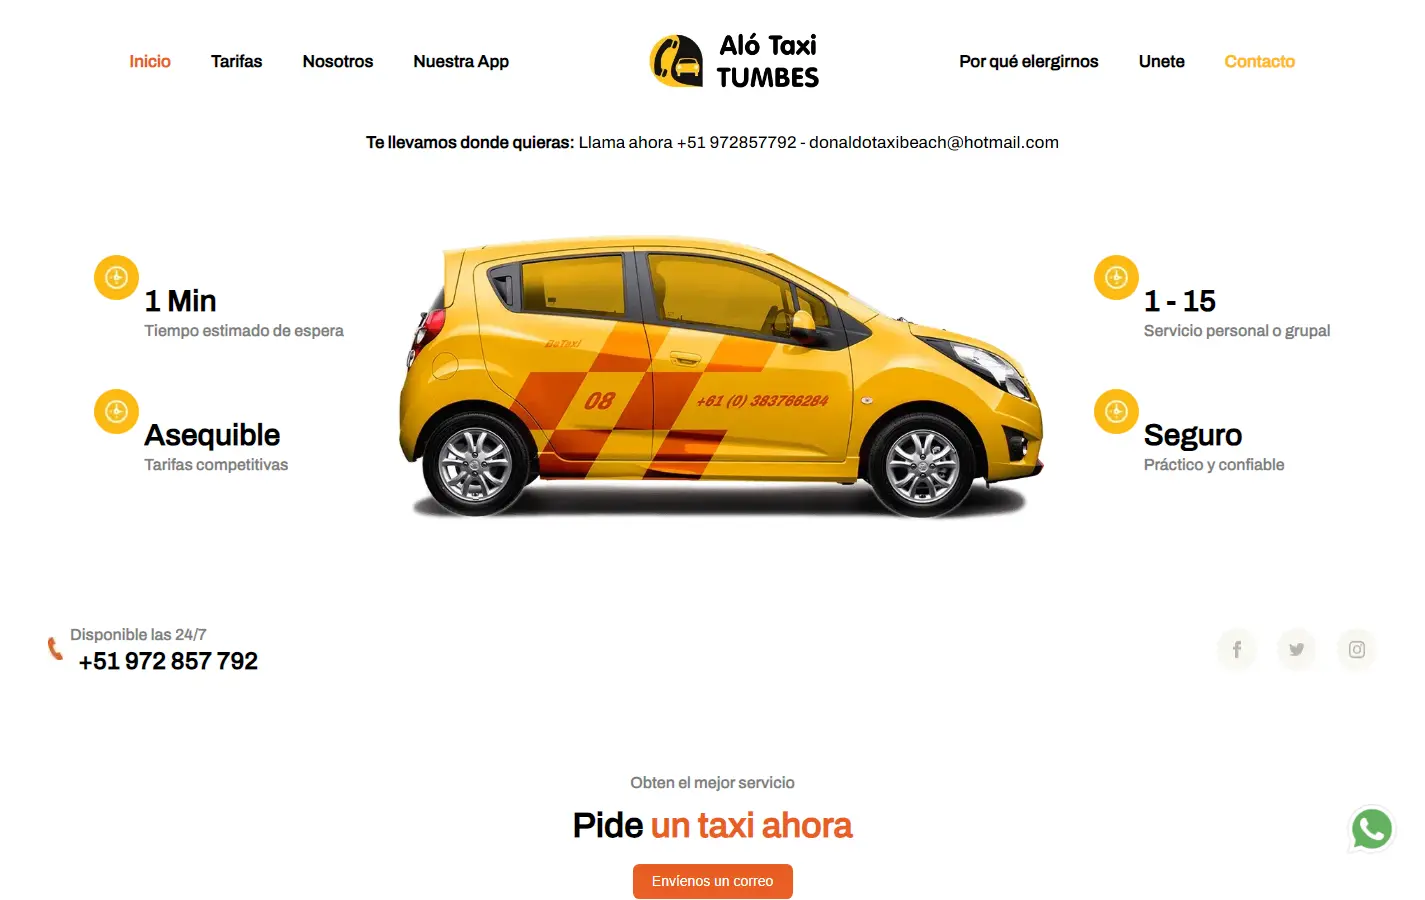 Inicio
Tarifas
Nosotros
Nuestra App
Aló Taxi
TUMBES
Por qué elergirnos
Unete
Contacto
Te llevamos donde quieras: Llama ahora +51 972857792 - donaldotaxibeach@hotmail.com
1 Min
Tiempo estimado de espera
Asequible
Tarifas competitivas
BaTaxi
08
+61 (0) 383766284
1 - 15
Servicio personal o grupal
Seguro
Práctico y confiable
Disponible las 24/7
+51 972 857 792
Obten el mejor servicio
Pide un taxi ahora
Envíenos un correo